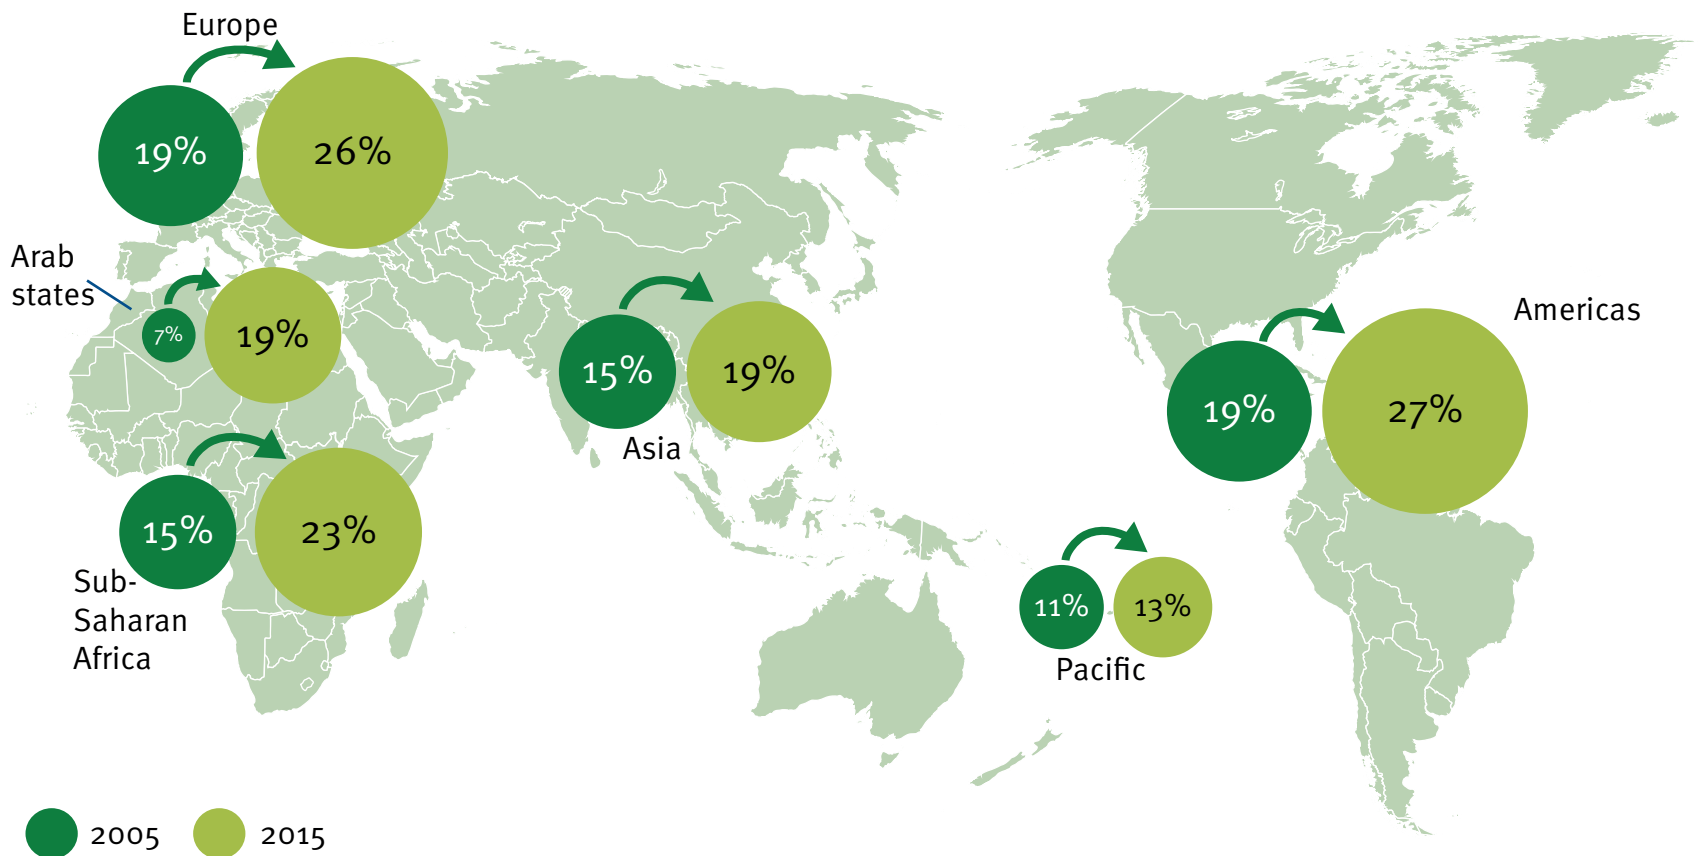 Europe
19%
26%
Arab
states
7%
19%
15%
19%
Asia
Americas
19%
27%
15%
23%
Sub-
Saharan
Africa
11%
13%
Pacific
2005
2015